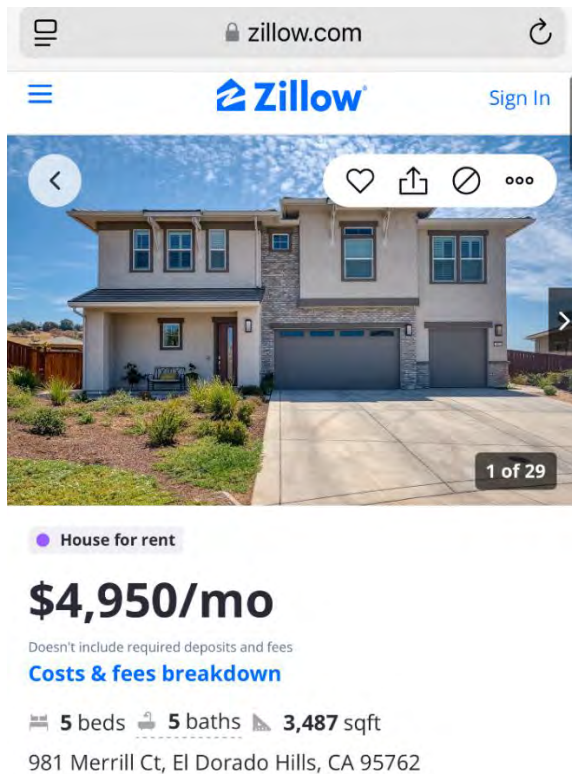 zillow.com
Zillow
Sign In
1 of 29
House for rent
$4,950/mo
Doesn't include required deposits and fees
Costs & fees breakdown
5 beds 5 baths 3,487 sqft
981 Merrill Ct, El Dorado Hills, CA 95762